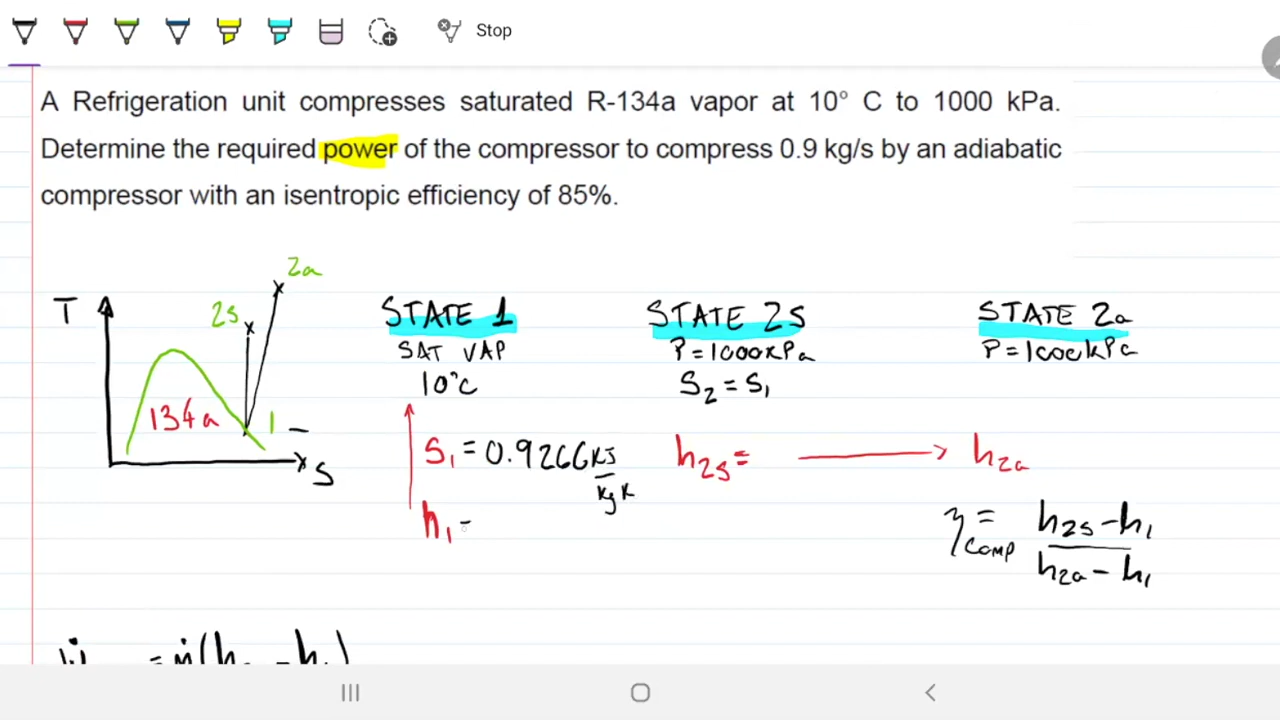 Stop
A Refrigeration unit compresses saturated R-134a vapor at 10° C to 1000 kPa.
Determine the required power of the compressor to compress 0.9 kg/s by an adiabatic
compressor with an isentropic efficiency of 85%.
T
2s
2a
134a
1
S
STATE 1
SAT VAP
10°C
S₁ = 0.9266 KJ/kg K
h₁ =
STATE 2S
P = 1000 kPa
S₂ = S₁
h₂s =
STATE 2a
P = 1000 kPa
h₂a
η comp = h₂s - h₁ / h₂a - h₁